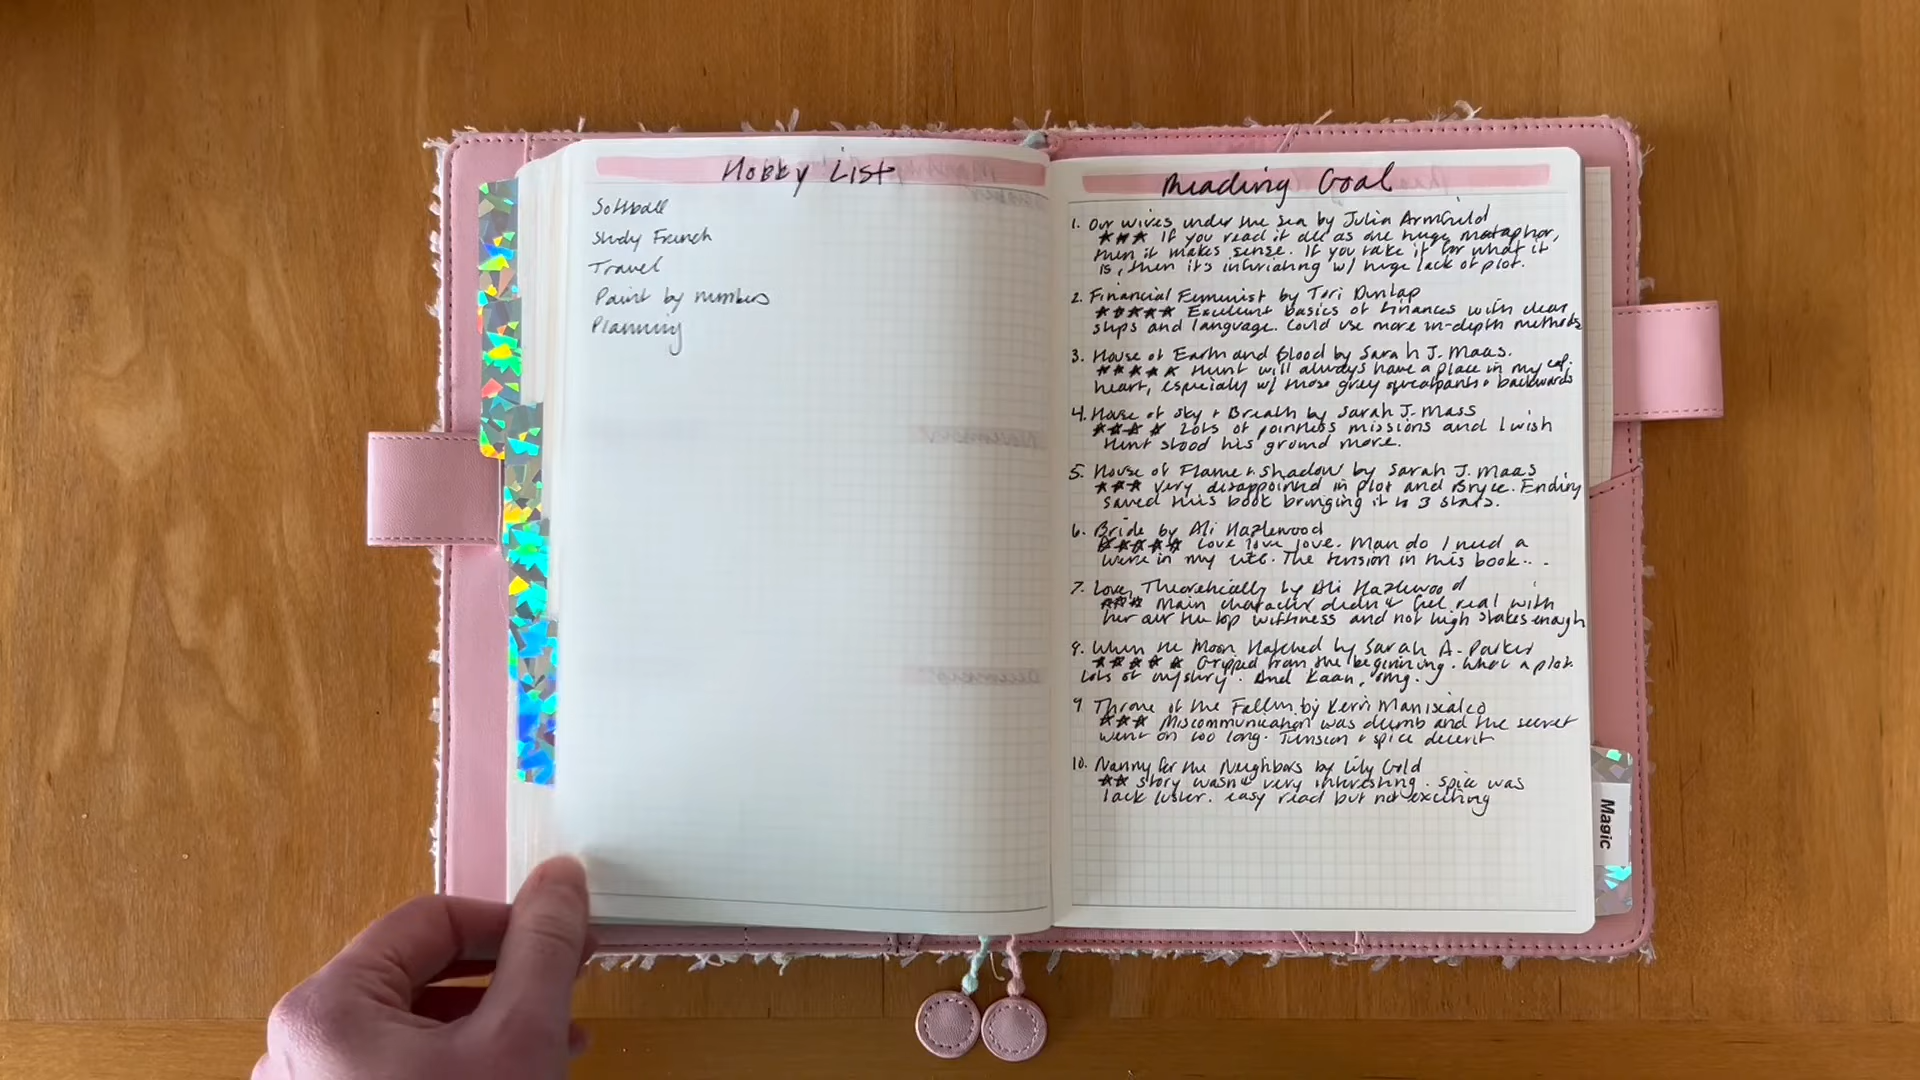 Hobby List
Softball
Study French
Travel
Paint by numbers
Planning
Reading Goal
1. Our wives under the sea by Julia Armfield
*** If you read it all as one huge metaphor,
then it makes sense. If you take it for what it
is, then its infuriating w/ huge lack of plot.
2. Financial Feminist by Tori Dunlap
***** Excellent basics of finances with clear
steps and language. Could use more in-depth methods
3. House of Earth and Blood by Sarah J. Maas.
***** Hunt will always have a place in my
heart, especialy w/ those grey sweatpants + backwards cap.
4. House of Sky + Breath by Sarah J. Mass
**** Lots of pointless missions and I wish
Hunt stood his ground more.
5. House of Flame + Shadow by Sarah J. Maas
*** very disappointed in plot and Bryce. Ending
saved this book bringing it to 3 stars.
6. Bride by Ali Hazlewood
***** Love love love. Man do I need a
were in my life. The tension in this book...
7. Love, Theoretically by Ali Hazlewood
*** Main character didn't feel real with
her over the top wittiness and not high stakes enough
8. When the Moon Hatched by Sarah A. Parker
***** Gripped from the beginining. What a plot.
Lots of mystery. And Kaan, omg.
9 Throne of the Fallen by Kerri Maniscalco
*** Miscommunication was dumb and the secret
went on too long. Tension + spice decent
10. Nanny for the Neighbors by Lily Gold
** story wasn't very interesting. Spice was
lack luster. easy read but not exciting
Magic